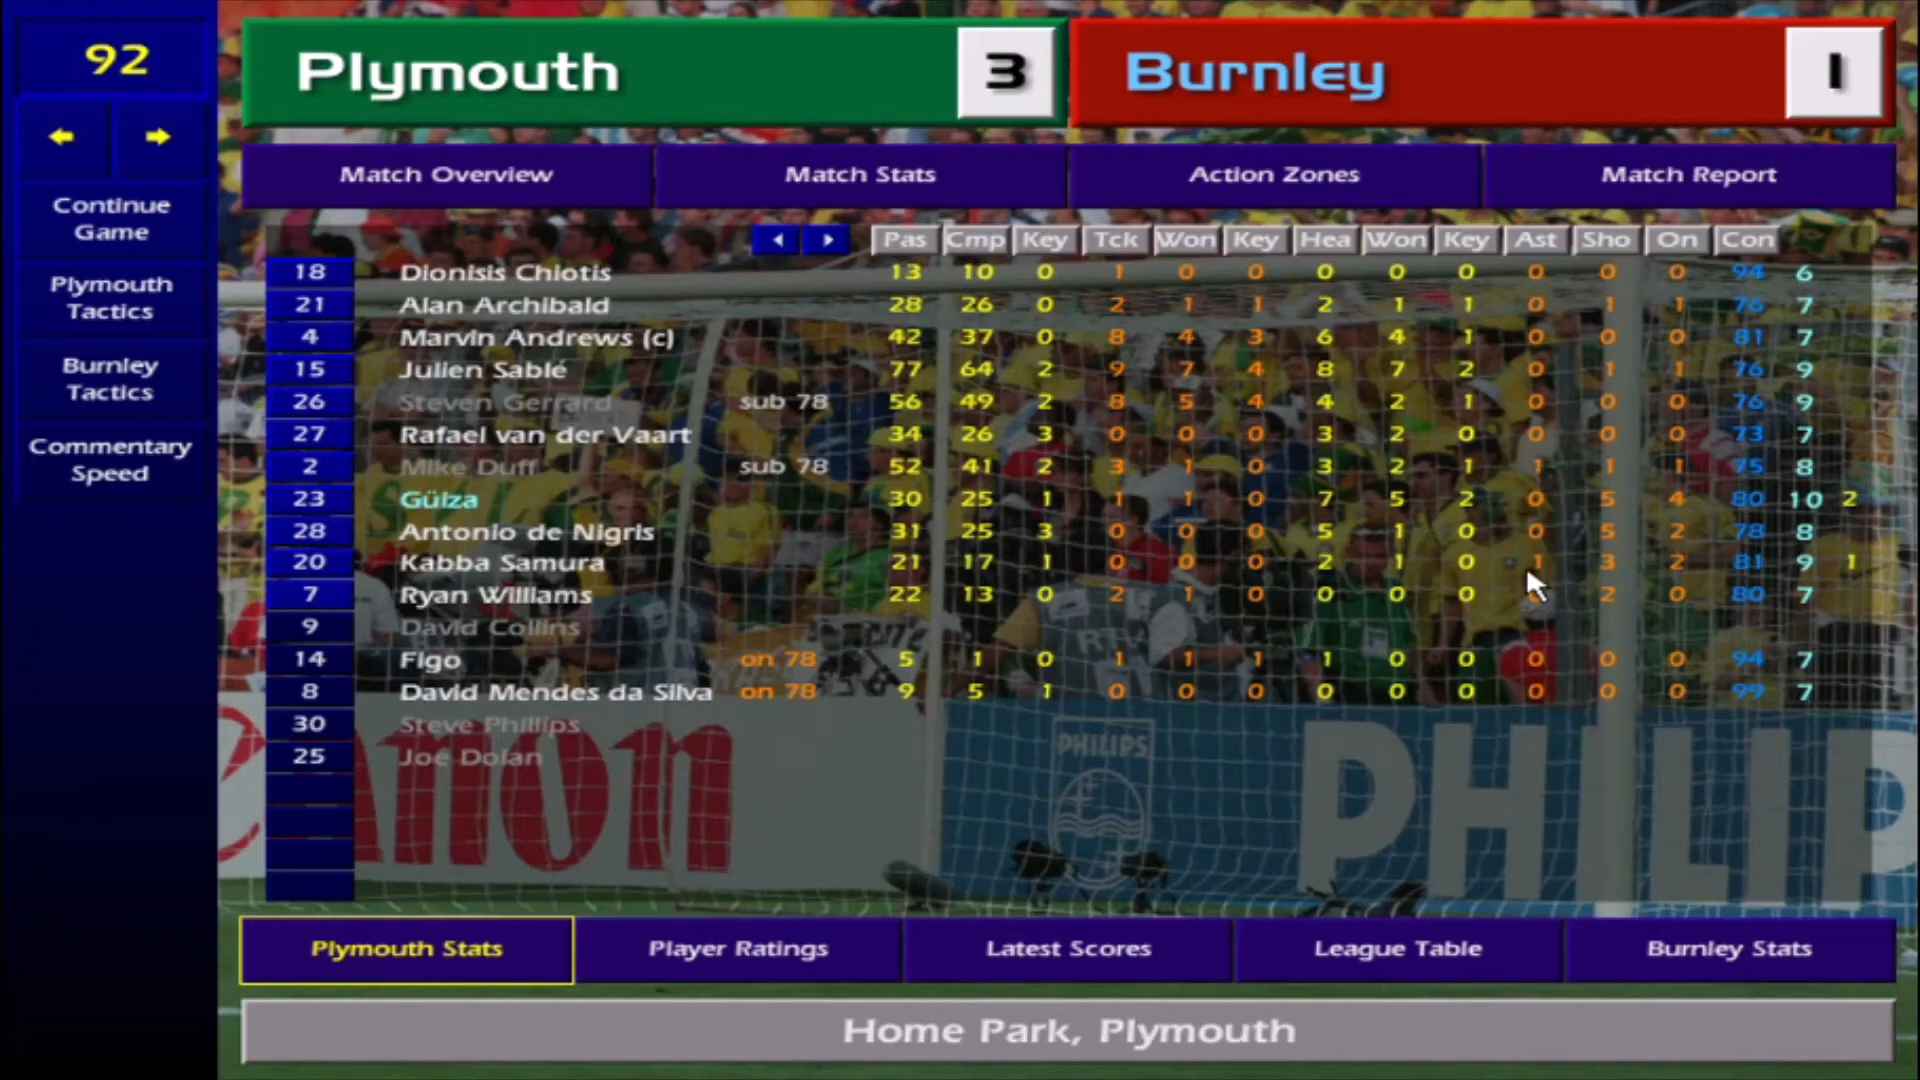 92
Plymouth 3 Burnley 1
Match Overview Match Stats Action Zones Match Report
Continue Game
Plymouth Tactics
Burnley Tactics
Commentary Speed
Pas Cmp Key Tck Won Key Hea Won Key Ast Sho On Con
18 Dionisis Chiotis 13 10 0 1 0 0 0 0 0 0 0 0 94 6
21 Alan Archibald 28 26 0 2 1 1 2 1 1 0 1 1 76 7
4 Marvin Andrews (c) 42 37 0 8 4 3 6 4 1 0 0 0 81 7
15 Julien Sablé 77 64 2 9 7 4 8 7 2 0 1 1 76 9
26 Steven Gerrard sub 78 56 49 2 8 5 4 4 2 1 0 0 0 76 9
27 Rafael van der Vaart 34 26 3 0 0 0 3 2 0 0 0 0 73 7
2 Mike Duff sub 78 52 41 2 3 1 0 3 2 1 1 1 1 75 8
23 Güiza 30 25 1 1 1 0 7 5 2 0 5 4 80 10 2
28 Antonio de Nigris 31 25 3 0 0 0 5 1 0 0 5 2 78 8
20 Kabba Samura 21 17 1 0 0 0 2 1 0 1 3 2 81 9 1
7 Ryan Williams 22 13 0 2 1 0 0 0 0 2 0 80 7
9 David Collins
14 Figo on 78 5 1 0 1 1 1 1 0 0 0 0 0 94 7
8 David Mendes da Silva on 78 9 5 1 0 0 0 0 0 0 0 0 0 99 7
30 Steve Phillips
25 Joe Dolan
Canon
PHILIPS
PHILIP
Plymouth Stats Player Ratings Latest Scores League Table Burnley Stats
Home Park, Plymouth